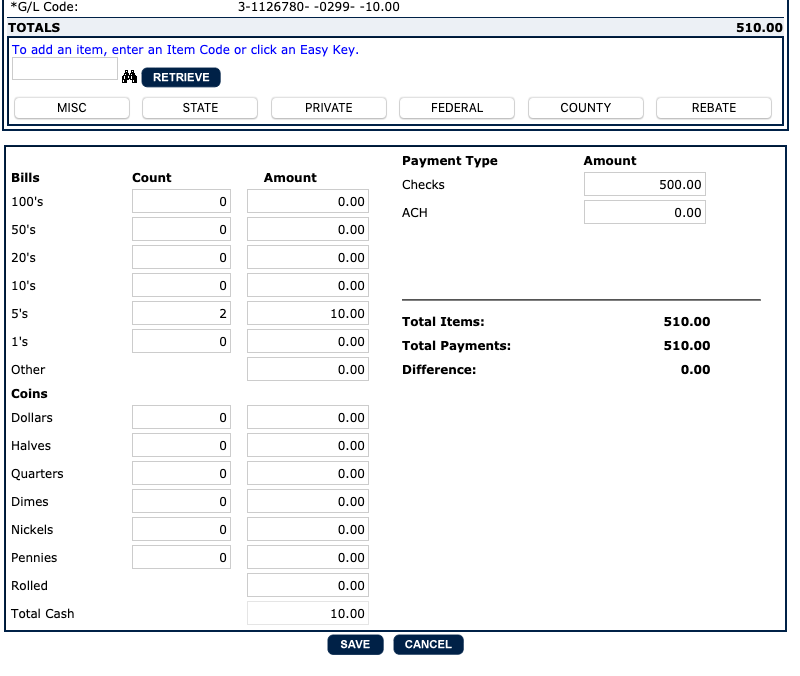 *G/L Code: 3-1126780- -0299- -10.00
TOTALS 510.00
To add an item, enter an Item Code or click an Easy Key.
RETRIEVE
MISC STATE PRIVATE FEDERAL COUNTY REBATE
Bills Count Amount
100's 0 0.00
50's 0 0.00
20's 0 0.00
10's 0 0.00
5's 2 10.00
1's 0 0.00
Other 0.00
Coins
Dollars 0 0.00
Halves 0 0.00
Quarters 0 0.00
Dimes 0 0.00
Nickels 0 0.00
Pennies 0 0.00
Rolled 0.00
Total Cash 10.00
Payment Type Amount
Checks 500.00
ACH 0.00
Total Items: 510.00
Total Payments: 510.00
Difference: 0.00
SAVE CANCEL